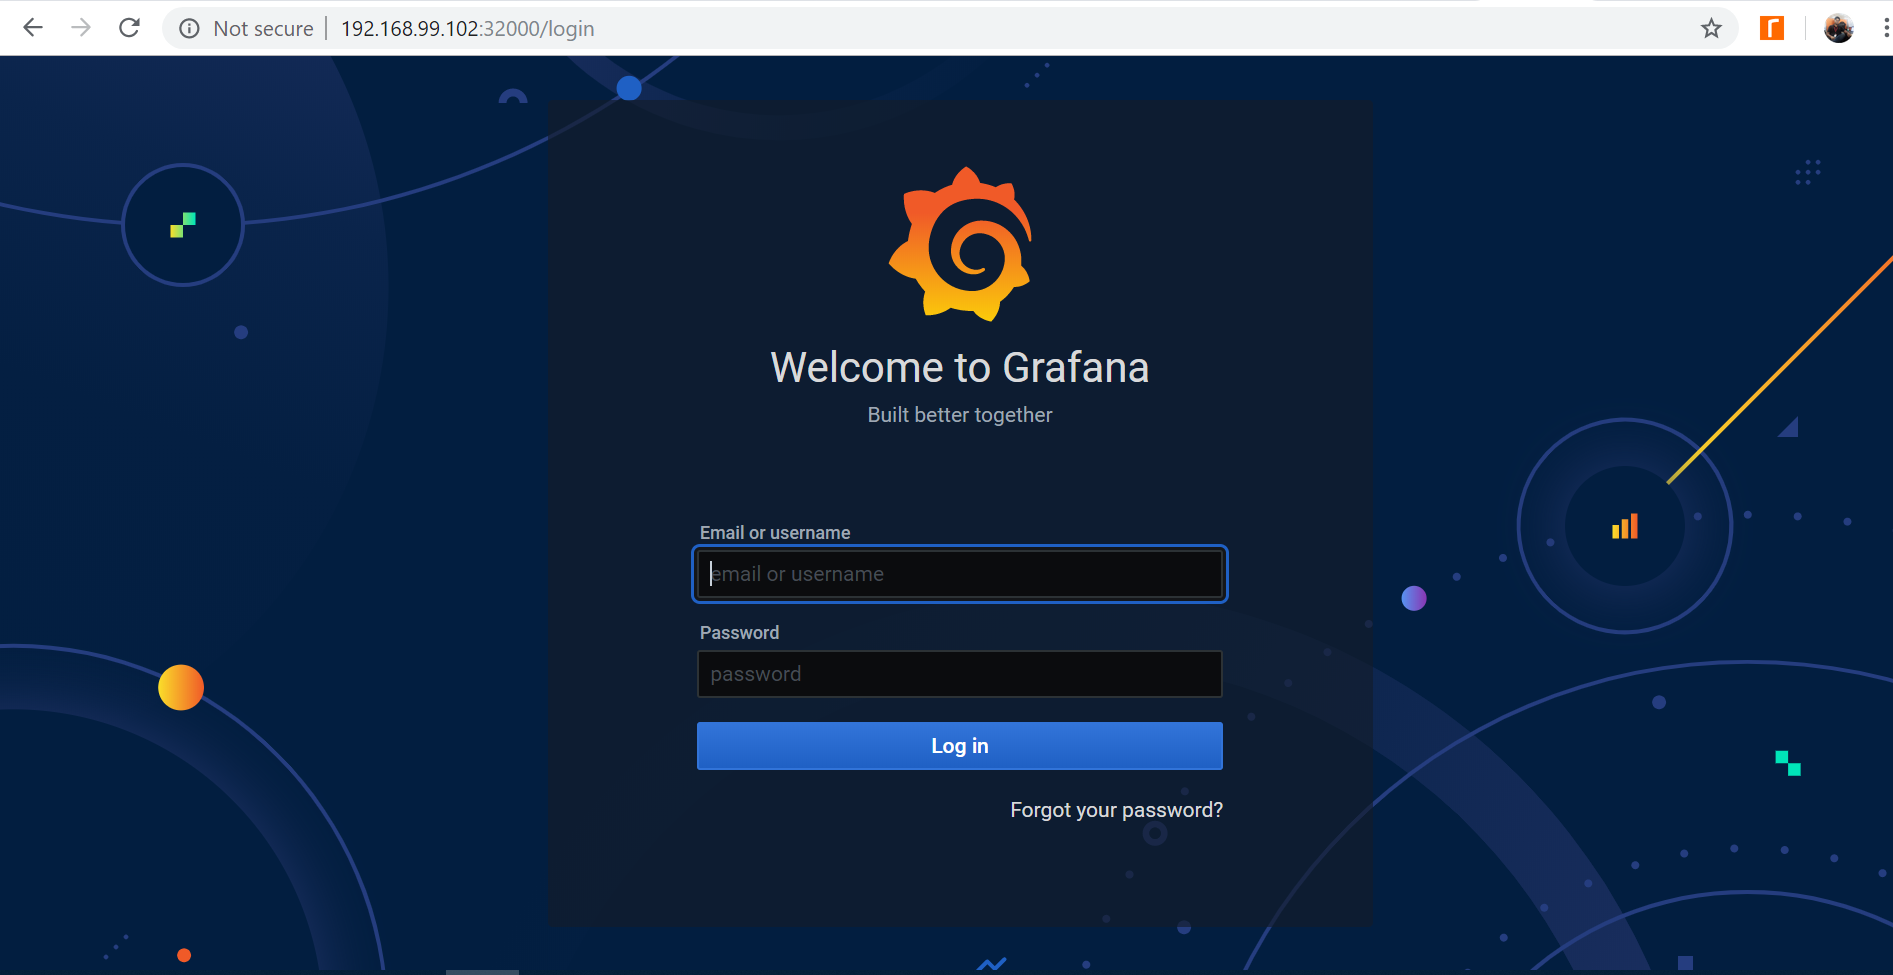 Not secure | 192.168.99.102:32000/login
Welcome to Grafana
Built better together
Email or username
email or username
Password
password
Log in
Forgot your password?